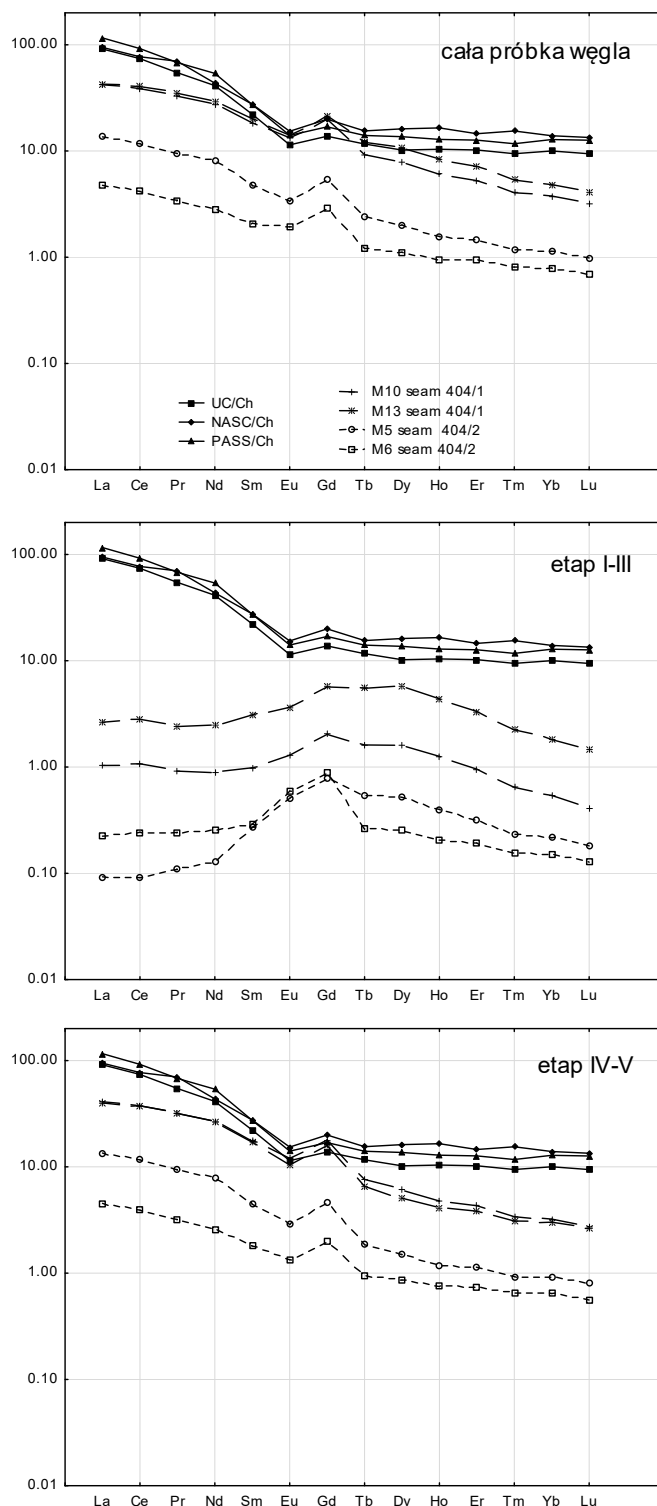 cała próbka węgla
100.00
10.00
1.00
0.10
0.01
UC/Ch
NASC/Ch
PASS/Ch
M10 seam 404/1
M13 seam 404/1
M5 seam 404/2
M6 seam 404/2
La Ce Pr Nd Sm Eu Gd Tb Dy Ho Er Tm Yb Lu
etap I-III
100.00
10.00
1.00
0.10
0.01
La Ce Pr Nd Sm Eu Gd Tb Dy Ho Er Tm Yb Lu
etap IV-V
100.00
10.00
1.00
0.10
0.01
La Ce Pr Nd Sm Eu Gd Tb Dy Ho Er Tm Yb Lu